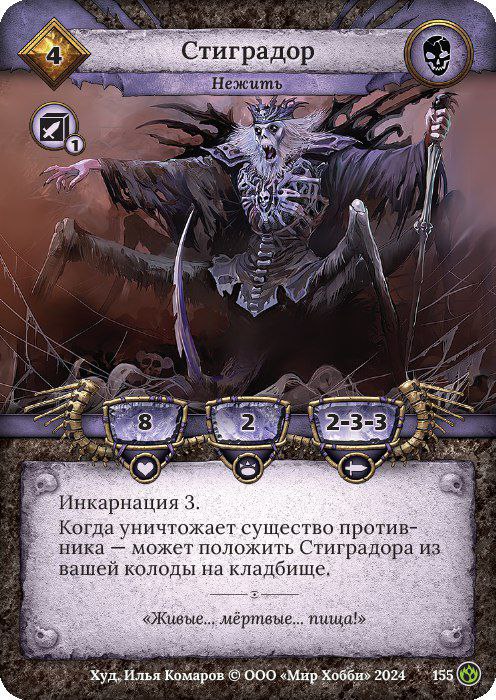 4
Стиградор
Нежить
1
8
2
2-3-3
Инкарнация 3.
Когда уничтожает существо против-
ника — может положить Стиградора из
вашей колоды на кладбище.
«Живые... мёртвые... пища!»
Худ. Илья Комаров © ООО «Мир Хобби» 2024
155